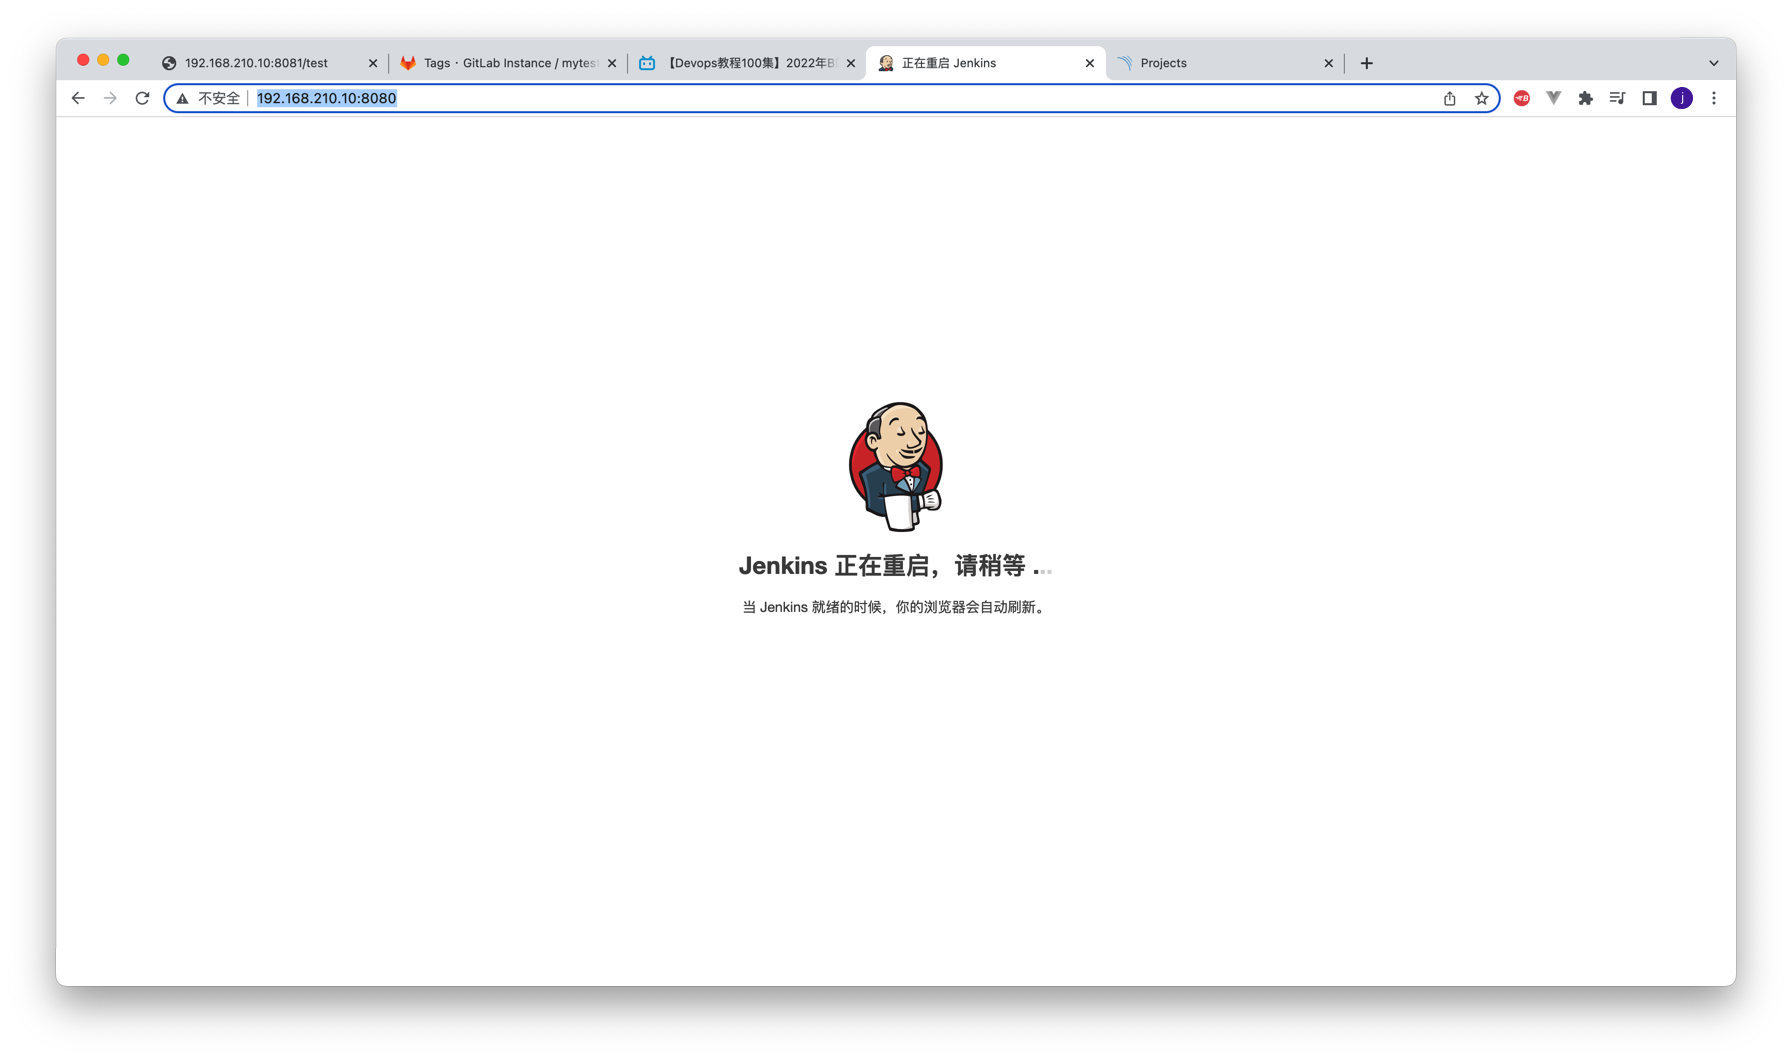 192.168.210.10:8081/test
Tags · GitLab Instance / mytest
【Devops教程100集】2022年B
正在重启 Jenkins
Projects
不安全
192.168.210.10:8080
j
Jenkins 正在重启，请稍等 ...
当 Jenkins 就绪的时候，你的浏览器会自动刷新。